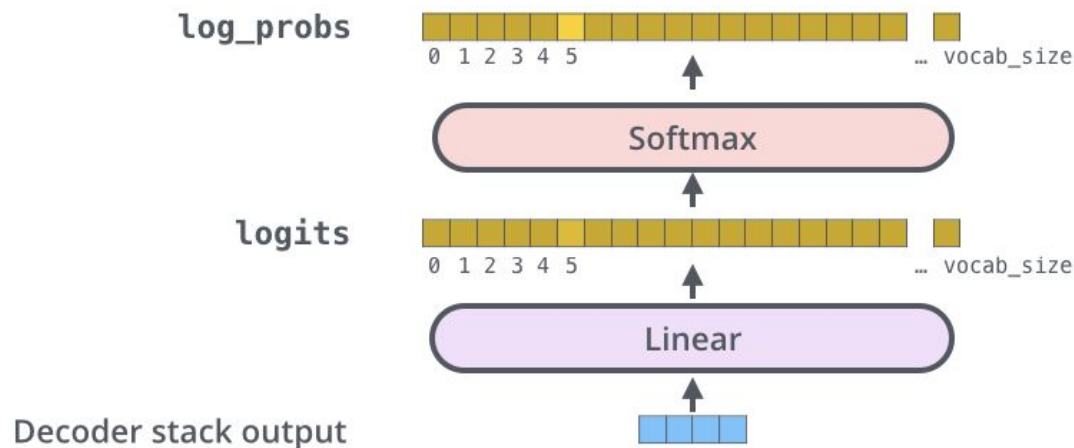 log_probs
0 1 2 3 4 5 … vocab_size
Softmax
logits
0 1 2 3 4 5 … vocab_size
Linear
Decoder stack output